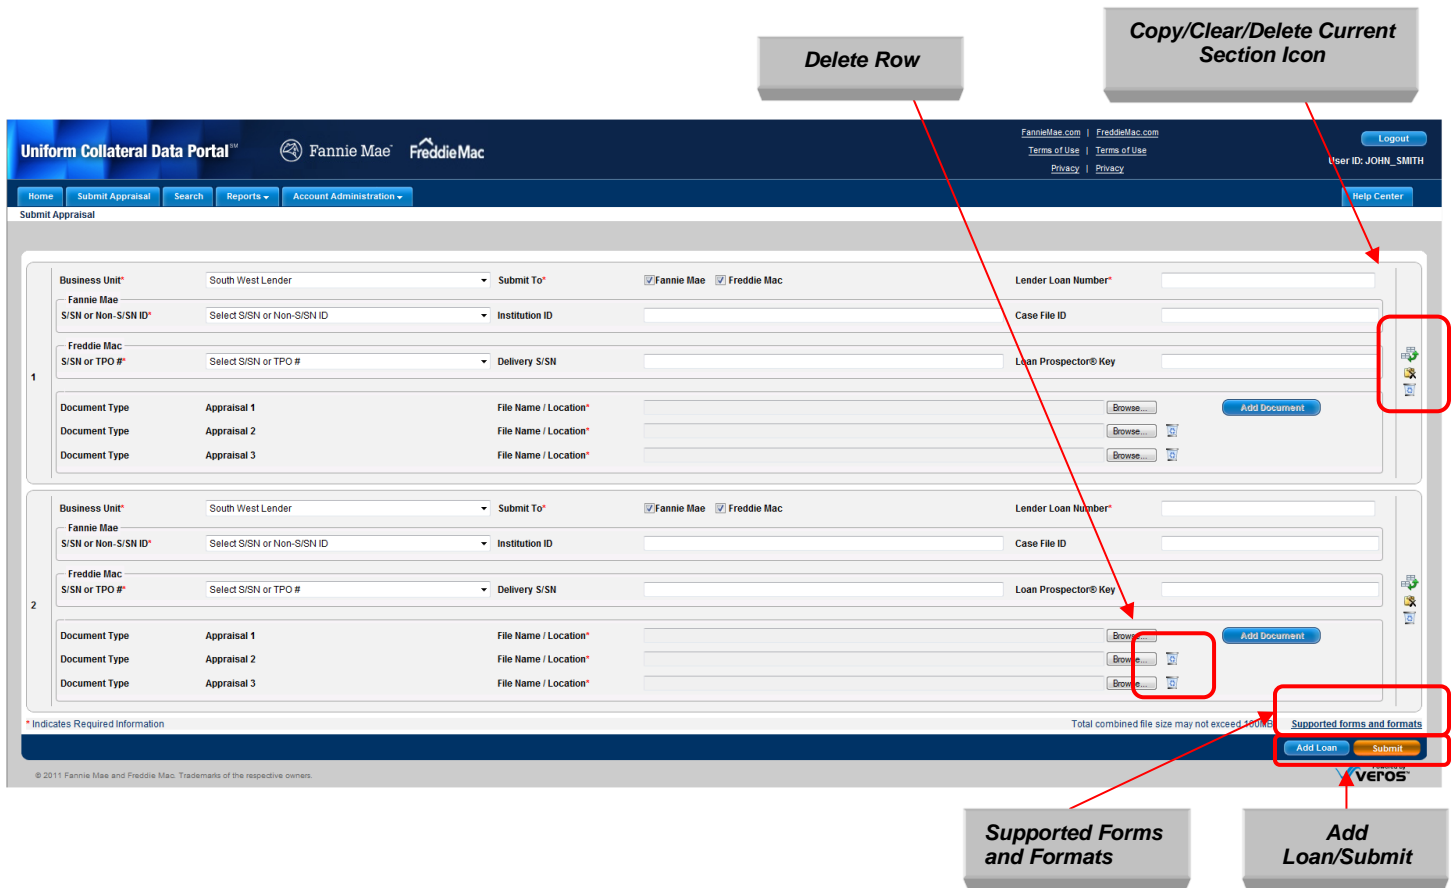 Copy/Clear/Delete Current
Section Icon
Delete Row
Uniform Collateral Data Portal℠
Fannie Mae
Freddie Mac
FannieMae.com | FreddieMac.com
Terms of Use | Terms of Use
Privacy | Privacy
Logout
User ID: JOHN_SMITH
Home
Submit Appraisal
Search
Reports
Account Administration
Help Center
Submit Appraisal
1
Business Unit* South West Lender Submit To* Fannie Mae Freddie Mac Lender Loan Number*
Fannie Mae
S/SN or Non-S/SN ID* Select S/SN or Non-S/SN ID Institution ID Case File ID
Freddie Mac
S/SN or TPO #* Select S/SN or TPO # Delivery S/SN Loan Prospector® Key
Document Type Appraisal 1 File Name / Location* Browse... Add Document
Document Type Appraisal 2 File Name / Location* Browse...
Document Type Appraisal 3 File Name / Location* Browse...
2
Business Unit* South West Lender Submit To* Fannie Mae Freddie Mac Lender Loan Number*
Fannie Mae
S/SN or Non-S/SN ID* Select S/SN or Non-S/SN ID Institution ID Case File ID
Freddie Mac
S/SN or TPO #* Select S/SN or TPO # Delivery S/SN Loan Prospector® Key
Document Type Appraisal 1 File Name / Location* Browse... Add Document
Document Type Appraisal 2 File Name / Location* Browse...
Document Type Appraisal 3 File Name / Location* Browse...
* Indicates Required Information
Total combined file size may not exceed 100MB
Supported forms and formats
Add Loan
Submit
© 2011 Fannie Mae and Freddie Mac. Trademarks of the respective owners.
Powered by
veros
Supported Forms
and Formats
Add
Loan/Submit